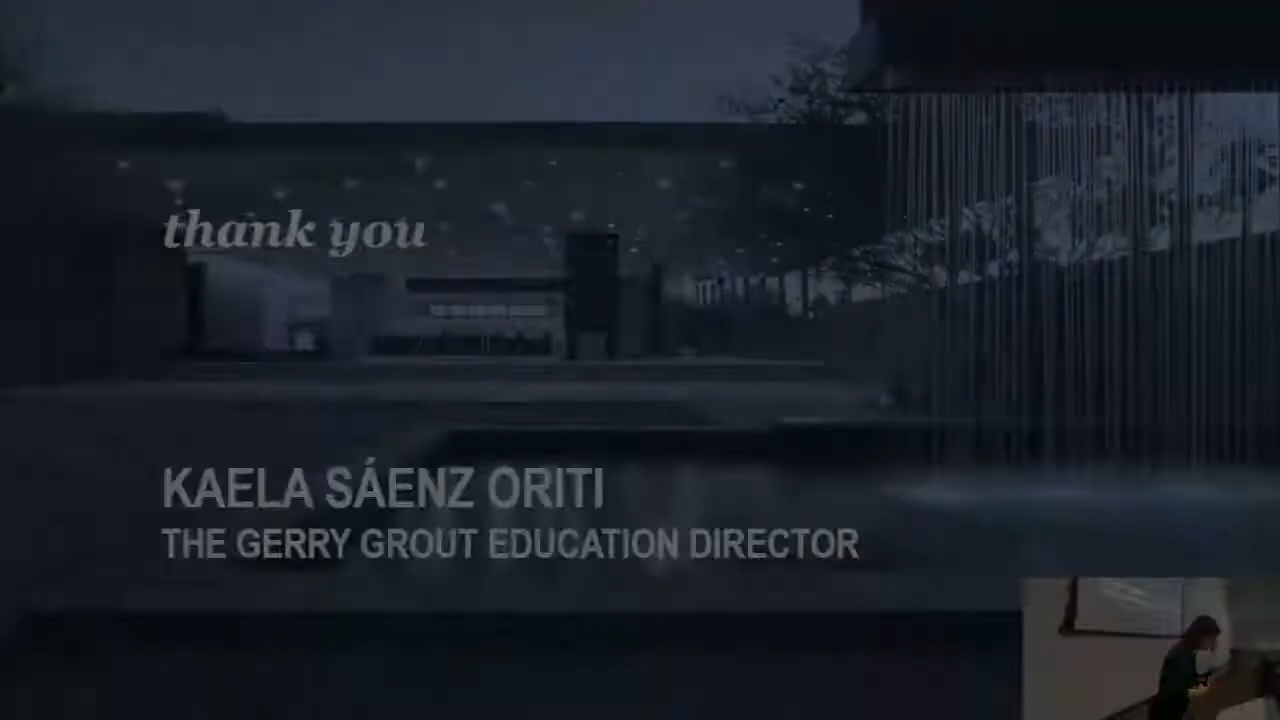 thank you
KAELA SÁENZ ORITI
THE GERRY GROUT EDUCATION DIRECTOR